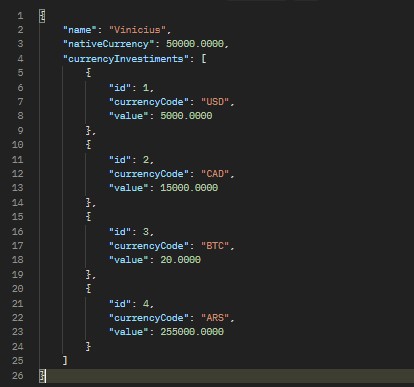 1 {
2 "name": "Vinicius",
3 "nativeCurrency": 50000.0000,
4 "currencyInvestiments": [
5 {
6 "id": 1,
7 "currencyCode": "USD",
8 "value": 5000.0000
9 },
10 {
11 "id": 2,
12 "currencyCode": "CAD",
13 "value": 15000.0000
14 },
15 {
16 "id": 3,
17 "currencyCode": "BTC",
18 "value": 20.0000
19 },
20 {
21 "id": 4,
22 "currencyCode": "ARS",
23 "value": 255000.0000
24 }
25 ]
26 }